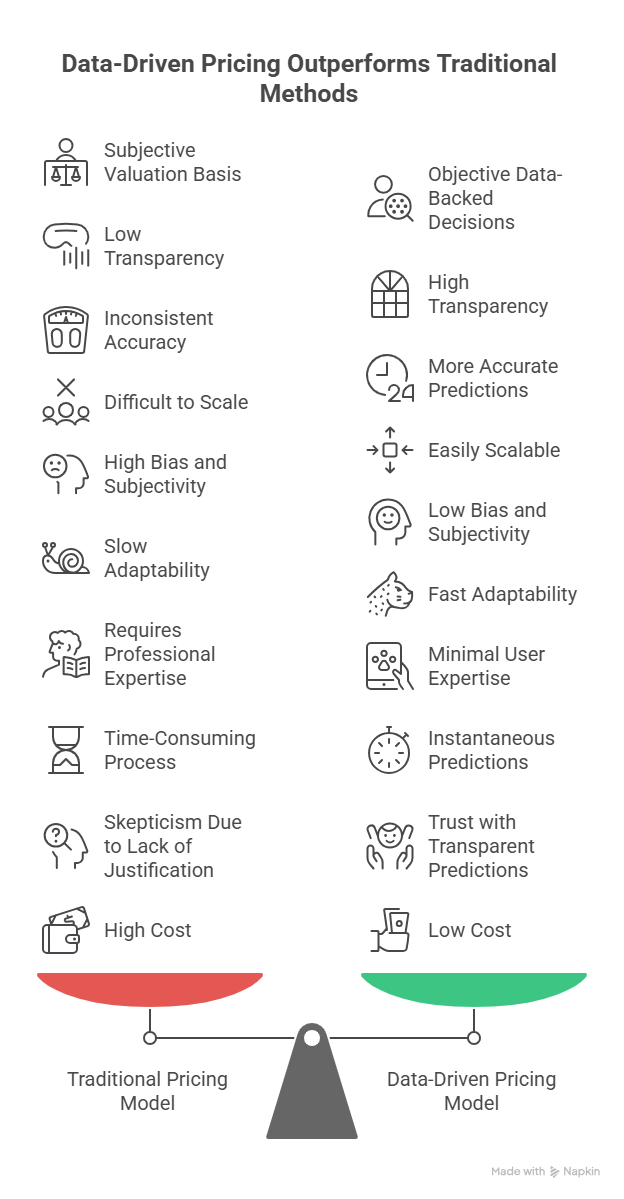 Data-Driven Pricing Outperforms Traditional
Methods
Subjective
Valuation Basis
Low
Transparency
Inconsistent
Accuracy
Difficult to Scale
High Bias and
Subjectivity
Slow
Adaptability
Requires
Professional
Expertise
Time-Consuming
Process
Skepticism Due
to Lack of
Justification
High Cost
Objective Data-
Backed
Decisions
High
Transparency
24
More Accurate
Predictions
Easily Scalable
Low Bias and
Subjectivity
Fast Adaptability
Minimal User
Expertise
Instantaneous
Predictions
?
Trust with
Transparent
Predictions
Low Cost
Traditional Pricing
Model
Data-Driven Pricing
Model
Made with Napkin